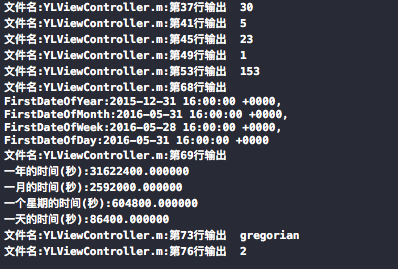 文件名:YLViewController.m:第37行输出 30
文件名:YLViewController.m:第41行输出 5
文件名:YLViewController.m:第45行输出 23
文件名:YLViewController.m:第49行输出 1
文件名:YLViewController.m:第53行输出 153
文件名:YLViewController.m:第68行输出
FirstDateOfYear:2015-12-31 16:00:00 +0000,
FirstDateOfMonth:2016-05-31 16:00:00 +0000,
FirstDateOfWeek:2016-05-28 16:00:00 +0000,
FirstDateOfDay:2016-05-31 16:00:00 +0000
文件名:YLViewController.m:第69行输出
一年的时间(秒):31622400.000000
一月的时间(秒):2592000.000000
一个星期的时间(秒):604800.000000
一天的时间(秒):86400.000000
文件名:YLViewController.m:第73行输出 gregorian
文件名:YLViewController.m:第76行输出 2